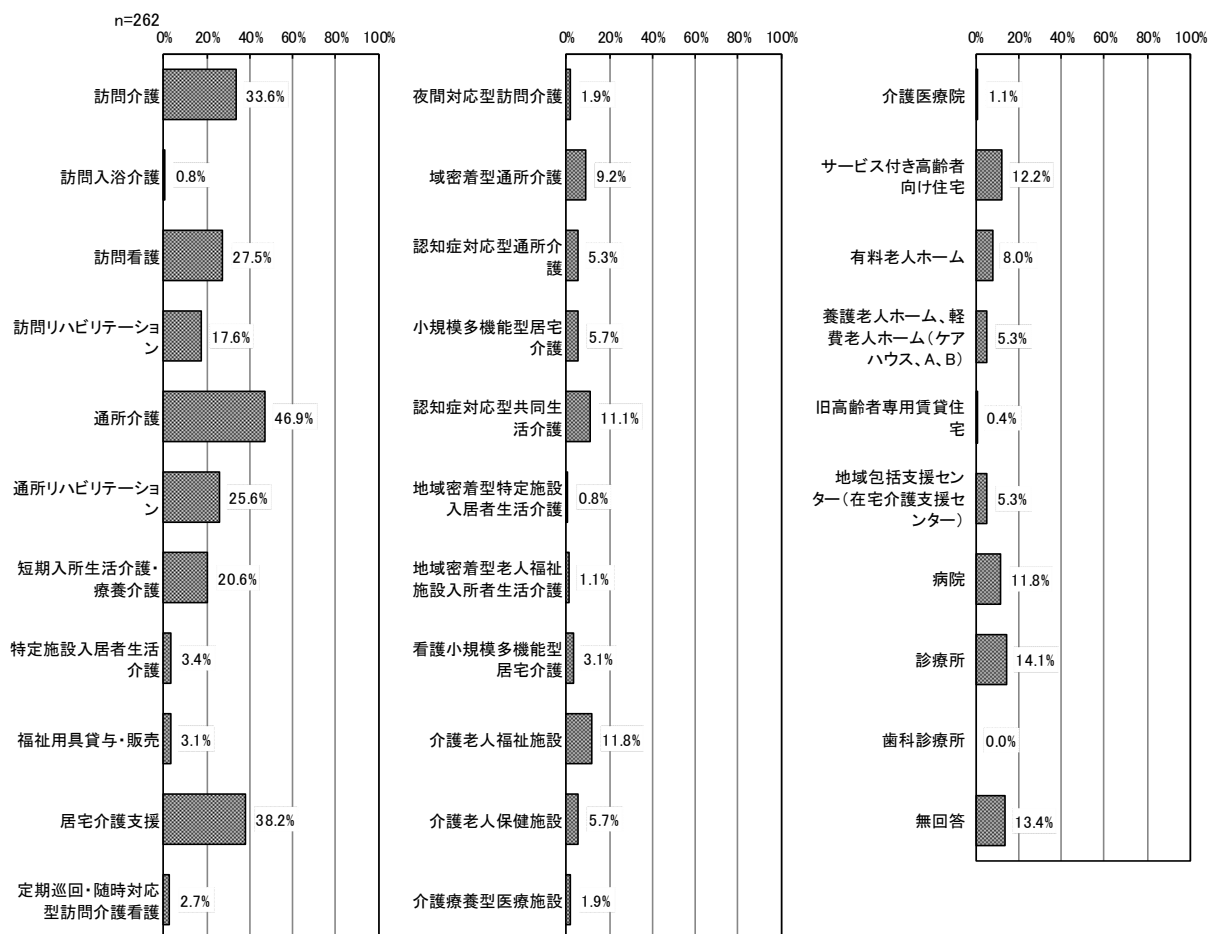 n=262
0% 20% 40% 60% 80% 100%
訪問介護
33.6%
訪問入浴介護
0.8%
訪問看護
27.5%
訪問リハビリテーショ
ン
17.6%
通所介護
46.9%
通所リハビリテーショ
ン
25.6%
短期入所生活介護・
療養介護
20.6%
特定施設入居者生活
介護
3.4%
福祉用具貸与・販売
3.1%
居宅介護支援
38.2%
定期巡回・随時対応
型訪問介護看護
2.7%
0% 20% 40% 60% 80% 100%
夜間対応型訪問介護
1.9%
域密着型通所介護
9.2%
認知症対応型通所介
護
5.3%
小規模多機能型居宅
介護
5.7%
認知症対応型共同生
活介護
11.1%
地域密着型特定施設
入居者生活介護
0.8%
地域密着型老人福祉
施設入所者生活介護
1.1%
看護小規模多機能型
居宅介護
3.1%
介護老人福祉施設
11.8%
介護老人保健施設
5.7%
介護療養型医療施設
1.9%
0% 20% 40% 60% 80% 100%
介護医療院
1.1%
サービス付き高齢者
向け住宅
12.2%
有料老人ホーム
8.0%
養護老人ホーム、軽
費老人ホーム(ケア
ハウス、A、B)
5.3%
旧高齢者専用賃貸住
宅
0.4%
地域包括支援セン
ター(在宅介護支援セ
ンター)
5.3%
病院
11.8%
診療所
14.1%
歯科診療所
0.0%
無回答
13.4%